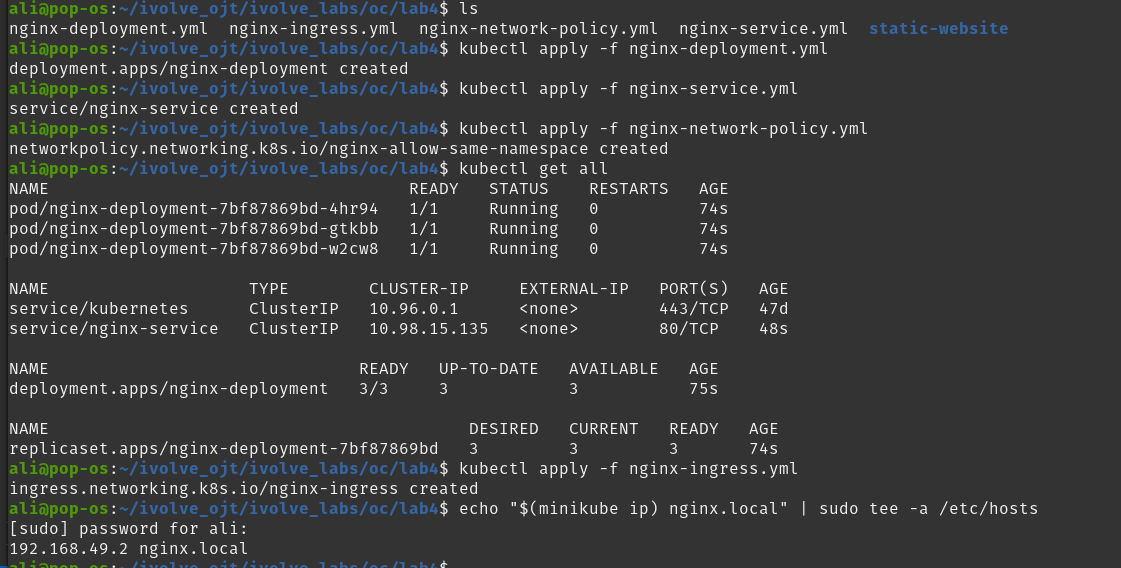 ali@pop-os:~/ivolve_ojt/ivolve_labs/oc/lab4$ ls
nginx-deployment.yml  nginx-ingress.yml  nginx-network-policy.yml  nginx-service.yml  static-website
ali@pop-os:~/ivolve_ojt/ivolve_labs/oc/lab4$ kubectl apply -f nginx-deployment.yml
deployment.apps/nginx-deployment created
ali@pop-os:~/ivolve_ojt/ivolve_labs/oc/lab4$ kubectl apply -f nginx-service.yml
service/nginx-service created
ali@pop-os:~/ivolve_ojt/ivolve_labs/oc/lab4$ kubectl apply -f nginx-network-policy.yml
networkpolicy.networking.k8s.io/nginx-allow-same-namespace created
ali@pop-os:~/ivolve_ojt/ivolve_labs/oc/lab4$ kubectl get all
NAME                                    READY   STATUS    RESTARTS   AGE
pod/nginx-deployment-7bf87869bd-4hr94   1/1     Running   0          74s
pod/nginx-deployment-7bf87869bd-gtkbb   1/1     Running   0          74s
pod/nginx-deployment-7bf87869bd-w2cw8   1/1     Running   0          74s
NAME                    TYPE        CLUSTER-IP     EXTERNAL-IP   PORT(S)   AGE
service/kubernetes      ClusterIP   10.96.0.1      <none>        443/TCP   47d
service/nginx-service   ClusterIP   10.98.15.135   <none>        80/TCP    48s
NAME                               READY   UP-TO-DATE   AVAILABLE   AGE
deployment.apps/nginx-deployment   3/3     3            3           75s
NAME                                          DESIRED   CURRENT   READY   AGE
replicaset.apps/nginx-deployment-7bf87869bd   3         3         3       74s
ali@pop-os:~/ivolve_ojt/ivolve_labs/oc/lab4$ kubectl apply -f nginx-ingress.yml
ingress.networking.k8s.io/nginx-ingress created
ali@pop-os:~/ivolve_ojt/ivolve_labs/oc/lab4$ echo "$(minikube ip) nginx.local" | sudo tee -a /etc/hosts
[sudo] password for ali:
192.168.49.2 nginx.local
ali@pop-os:~/ivolve_ojt/ivolve_labs/oc/lab4$